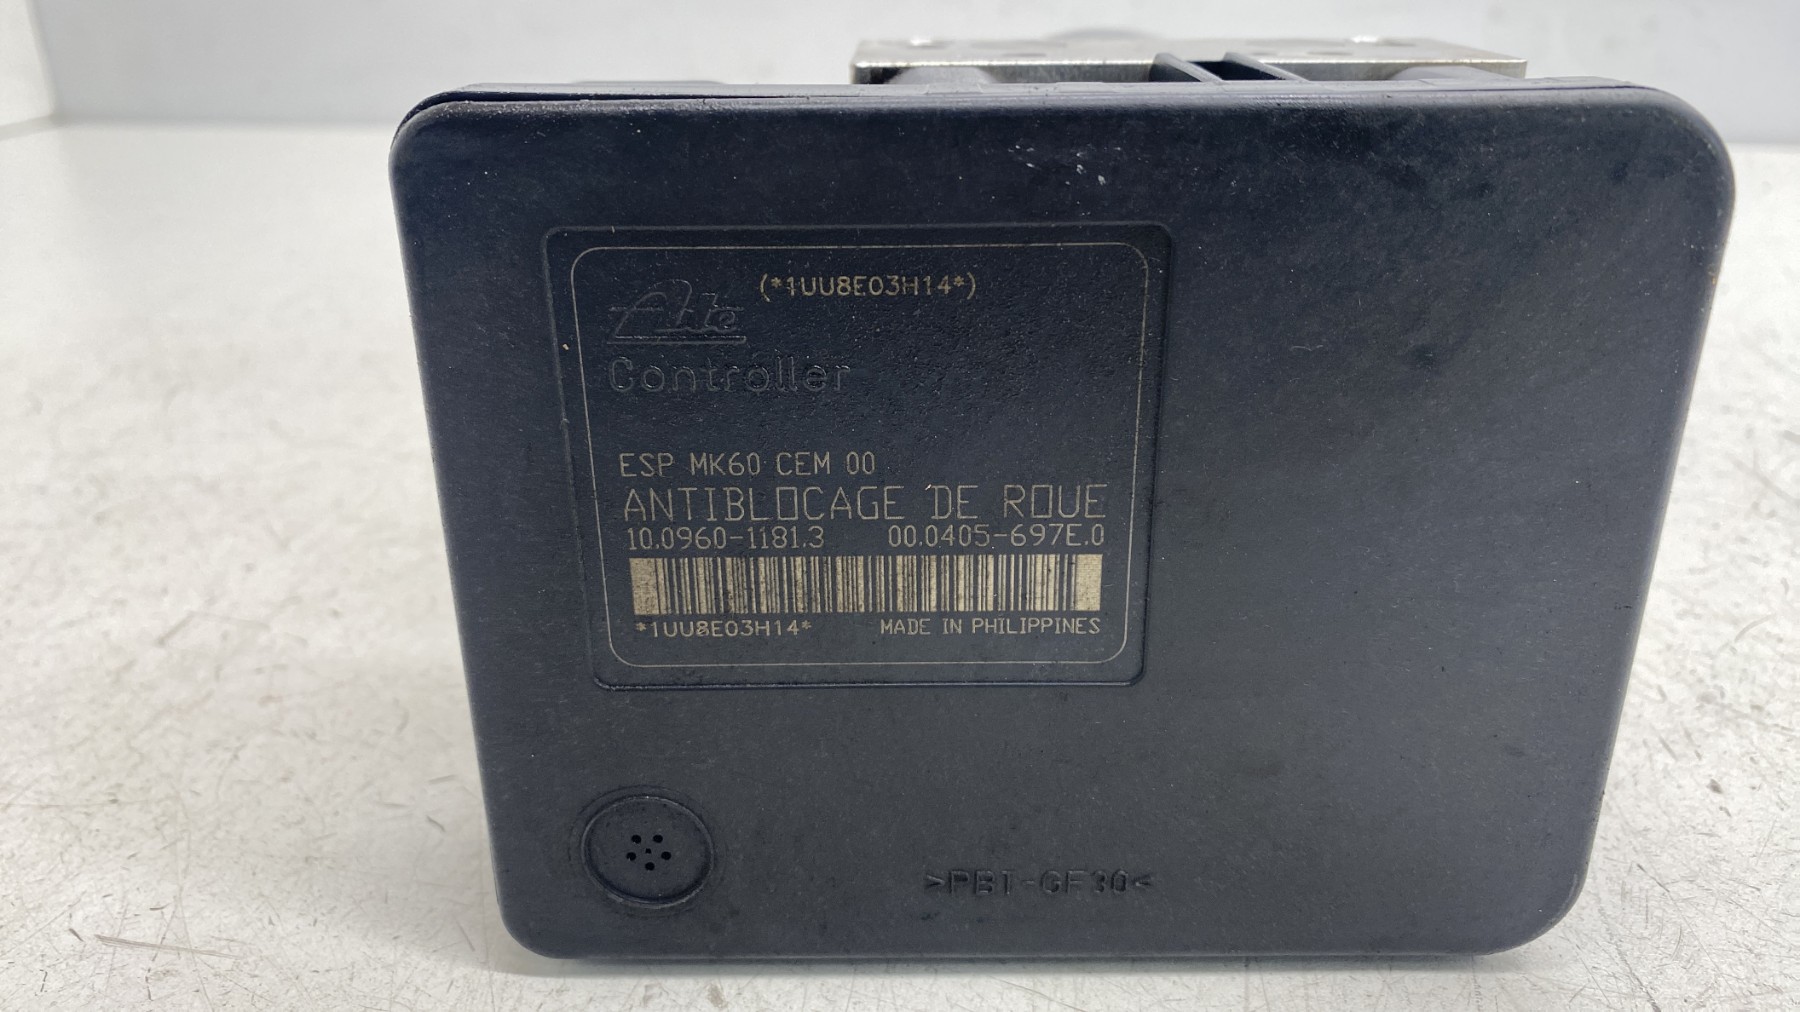 (*1UU8E03H14*)
Ate
Controller
ESP MK60 CEM 00
ANTIBLOCAGE DE ROUE
10.0960-1181.3 00.0405-697E.0
*1UU8E03H14* MADE IN PHILIPPINES
>PBT-GF30<